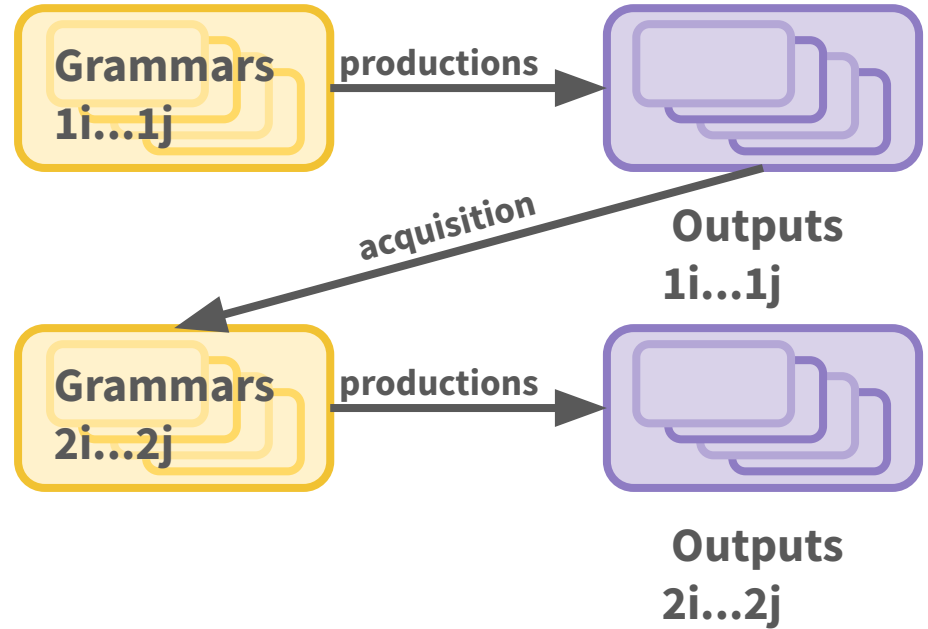 Grammars
1i...1j
productions
acquisition
Outputs
1i...1j
Grammars
2i...2j
productions
Outputs
2i...2j